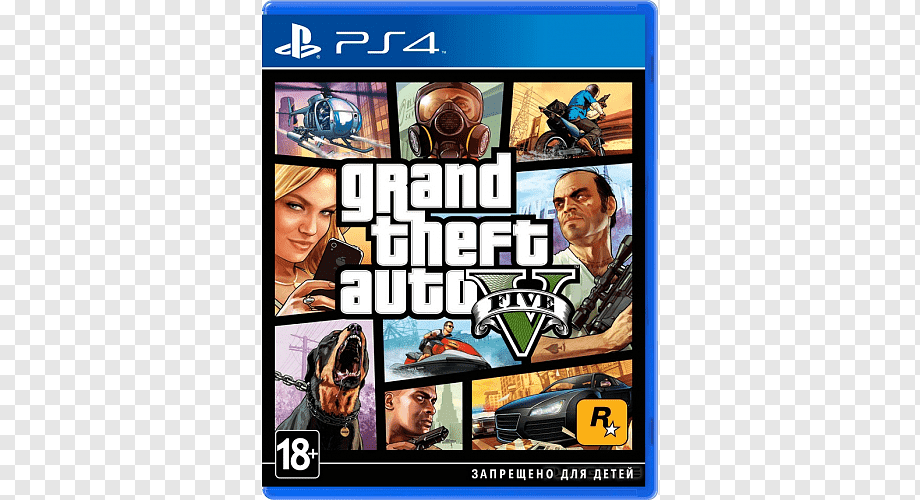 PS4
grand
theft
auto V
FIVE
R
18+
ЗАПРЕЩЕНО ДЛЯ ДЕТЕЙ